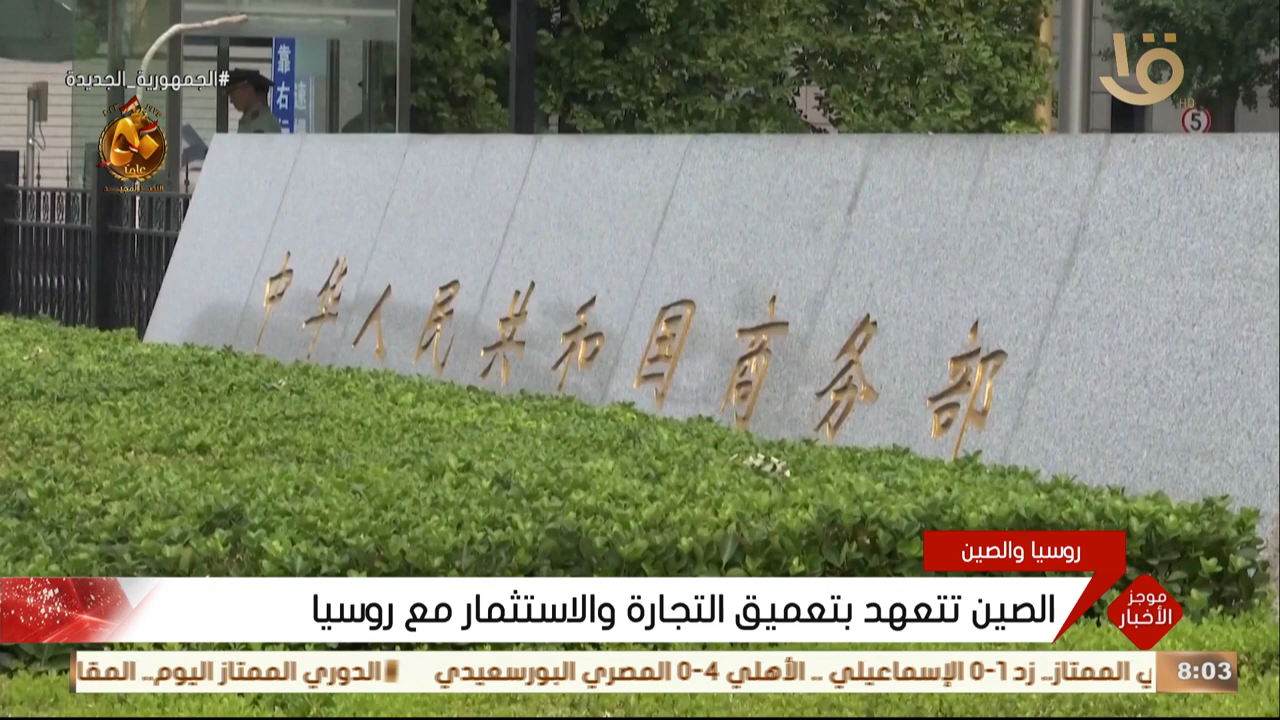 #الجمهورية_الجديدة
靠右
HD
5
中华人民共和国商务部
روسيا والصين
الصين تتعهد بتعميق التجارة والاستثمار مع روسيا
موجز
الأخبار
8:03
الممتاز.. زد 1-0 الإسماعيلي .. الأهلي 4-0 المصري البورسعيدي
الدوري الممتاز اليوم..